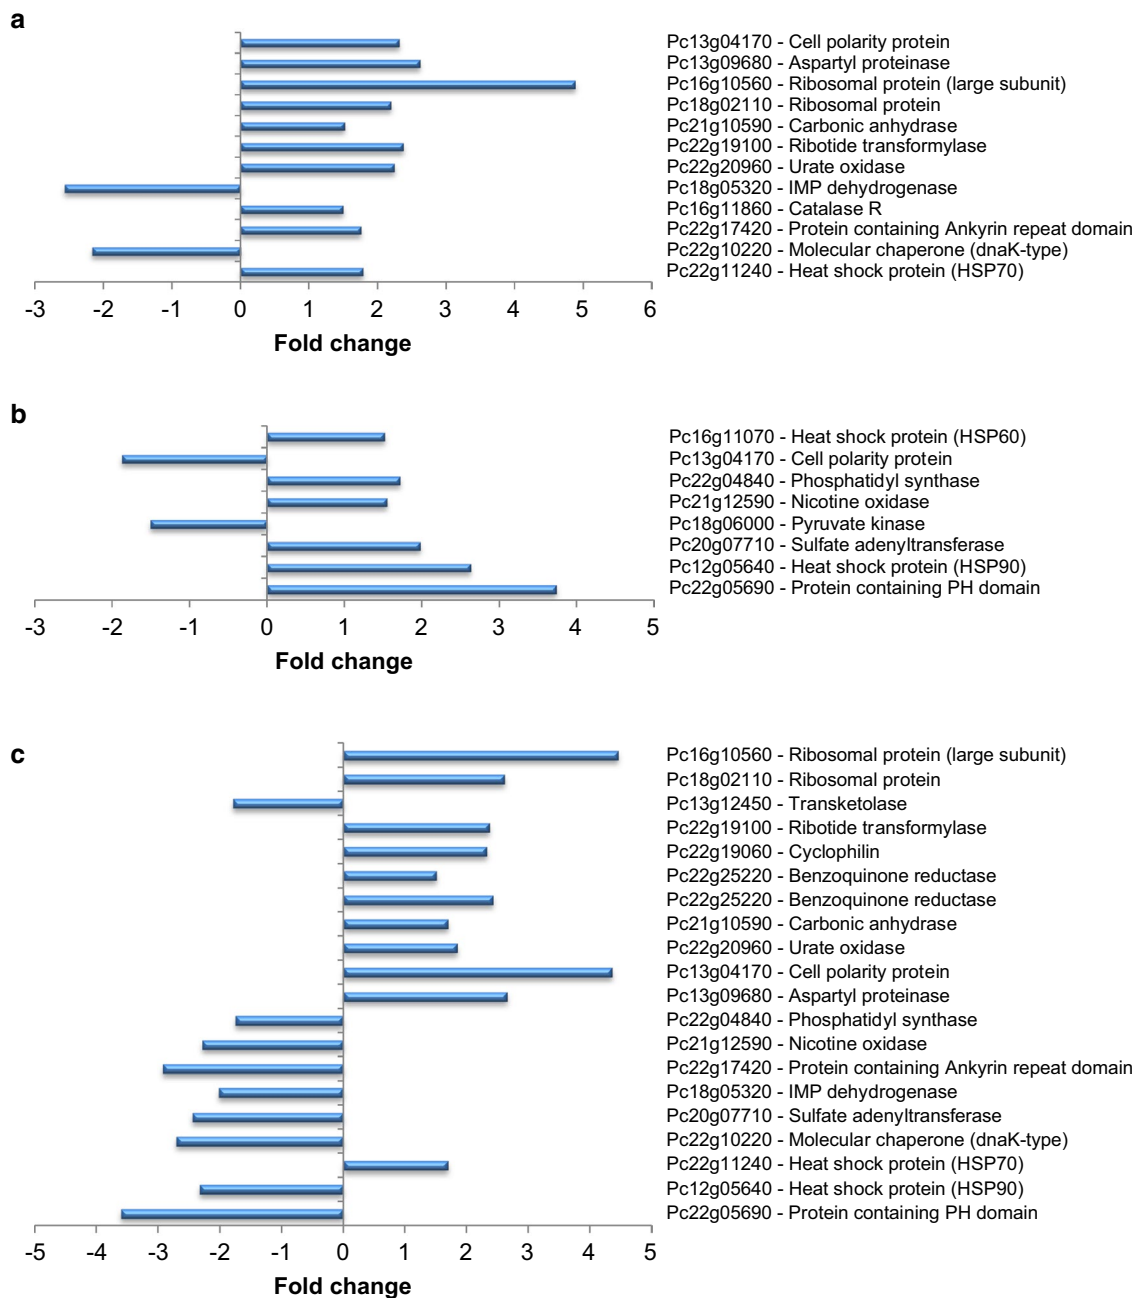 a
Pc13g04170 - Cell polarity protein
Pc13g09680 - Aspartyl proteinase
Pc16g10560 - Ribosomal protein (large subunit)
Pc18g02110 - Ribosomal protein
Pc21g10590 - Carbonic anhydrase
Pc22g19100 - Ribotide transformylase
Pc22g20960 - Urate oxidase
Pc18g05320 - IMP dehydrogenase
Pc16g11860 - Catalase R
Pc22g17420 - Protein containing Ankyrin repeat domain
Pc22g10220 - Molecular chaperone (dnaK-type)
Pc22g11240 - Heat shock protein (HSP70)
-3 -2 -1 0 1 2 3 4 5 6
Fold change
b
Pc16g11070 - Heat shock protein (HSP60)
Pc13g04170 - Cell polarity protein
Pc22g04840 - Phosphatidyl synthase
Pc21g12590 - Nicotine oxidase
Pc18g06000 - Pyruvate kinase
Pc20g07710 - Sulfate adenyltransferase
Pc12g05640 - Heat shock protein (HSP90)
Pc22g05690 - Protein containing PH domain
-3 -2 -1 0 1 2 3 4 5
Fold change
c
Pc16g10560 - Ribosomal protein (large subunit)
Pc18g02110 - Ribosomal protein
Pc13g12450 - Transketolase
Pc22g19100 - Ribotide transformylase
Pc22g19060 - Cyclophilin
Pc22g25220 - Benzoquinone reductase
Pc22g25220 - Benzoquinone reductase
Pc21g10590 - Carbonic anhydrase
Pc22g20960 - Urate oxidase
Pc13g04170 - Cell polarity protein
Pc13g09680 - Aspartyl proteinase
Pc22g04840 - Phosphatidyl synthase
Pc21g12590 - Nicotine oxidase
Pc22g17420 - Protein containing Ankyrin repeat domain
Pc18g05320 - IMP dehydrogenase
Pc20g07710 - Sulfate adenyltransferase
Pc22g10220 - Molecular chaperone (dnaK-type)
Pc22g11240 - Heat shock protein (HSP70)
Pc12g05640 - Heat shock protein (HSP90)
Pc22g05690 - Protein containing PH domain
-5 -4 -3 -2 -1 0 1 2 3 4 5
Fold change